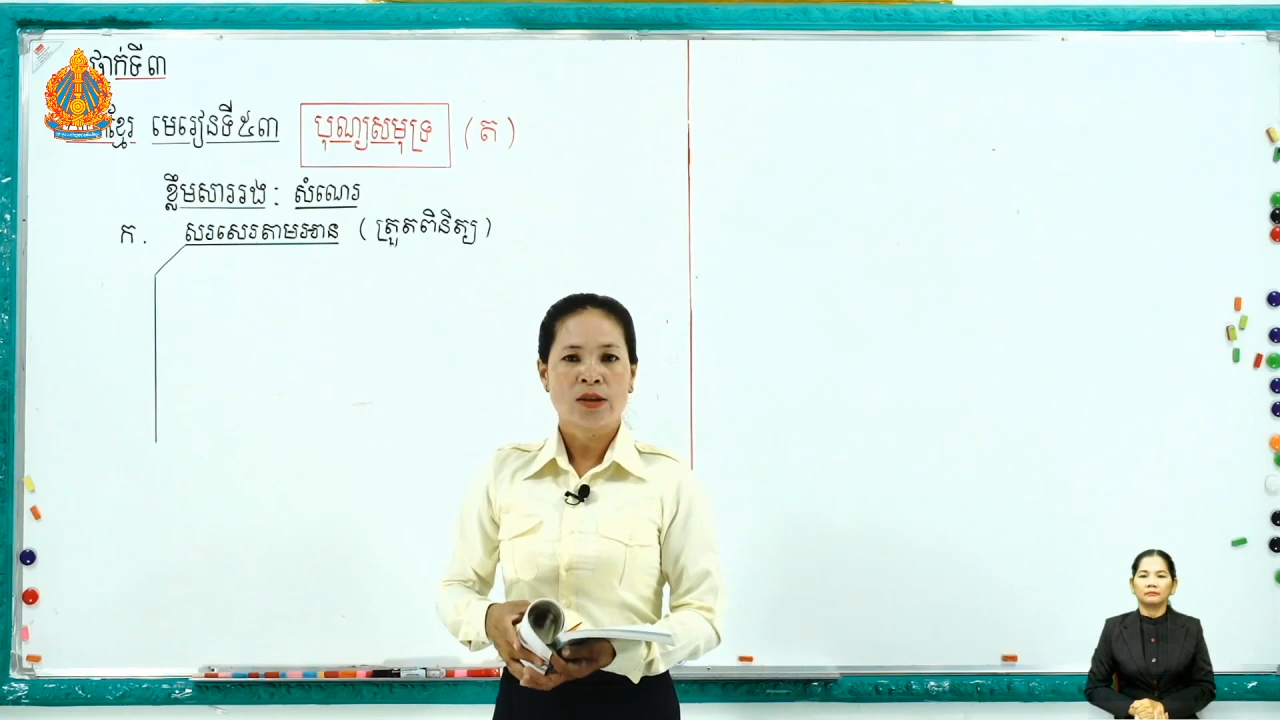 ថ្នាក់ទី ៣
ខ្មែរ មេរៀនទី ៥៣ បុណ្យសមុទ្រ (ត)
ខ្លឹមសាររង : សំណេរ
ក. សរសេរតាមអាន (ត្រួតពិនិត្យ)